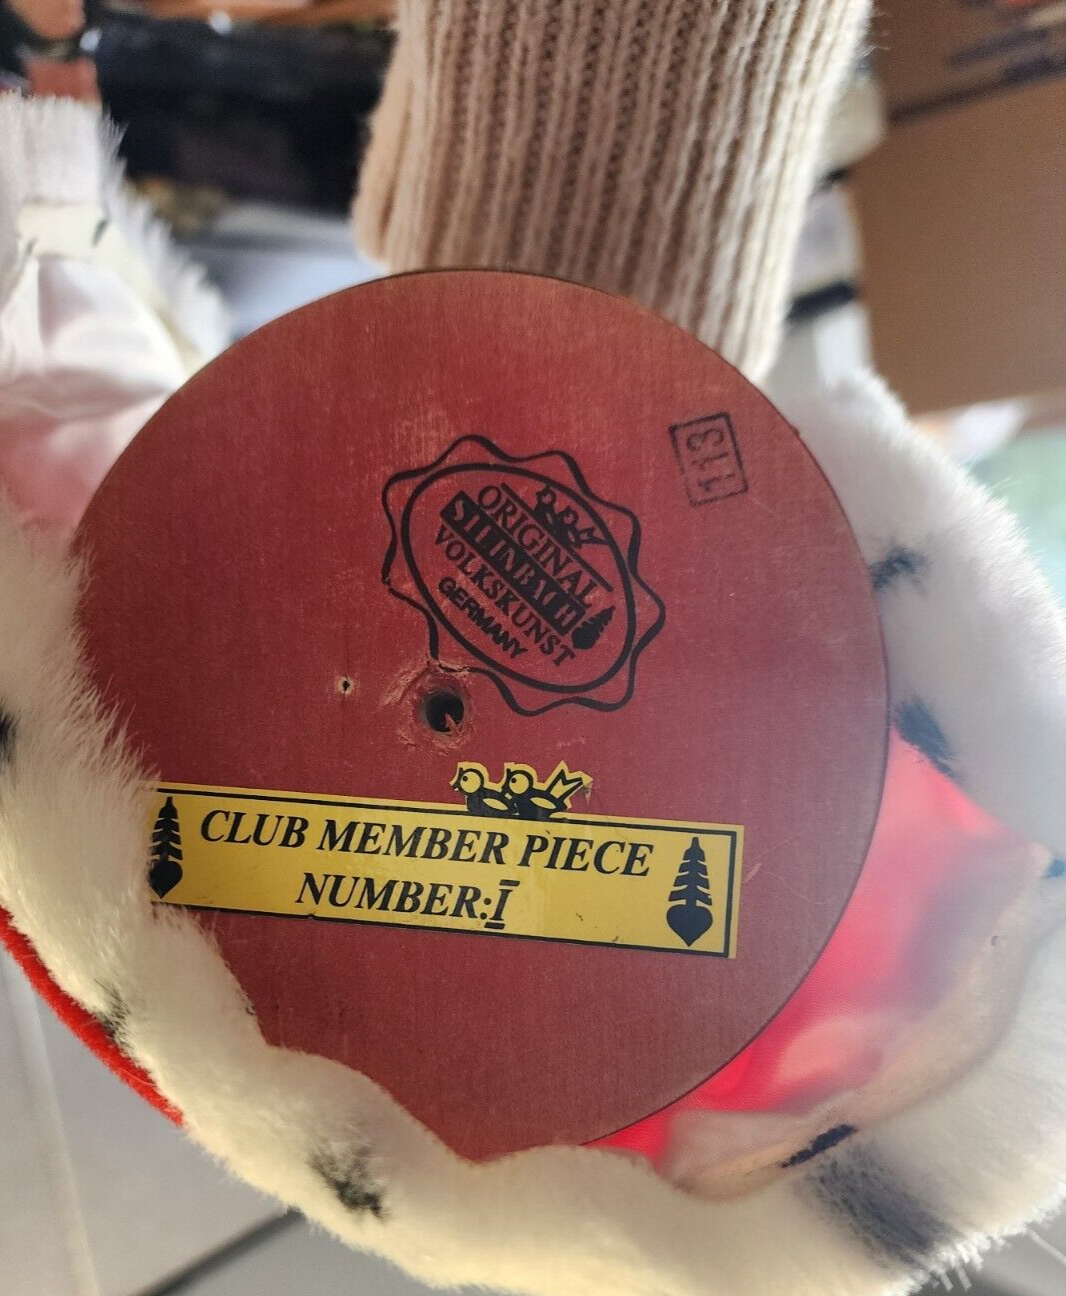 113
ORIGINAL
STEINBACH
VOLKSKUNST
GERMANY
CLUB MEMBER PIECE
NUMBER:I